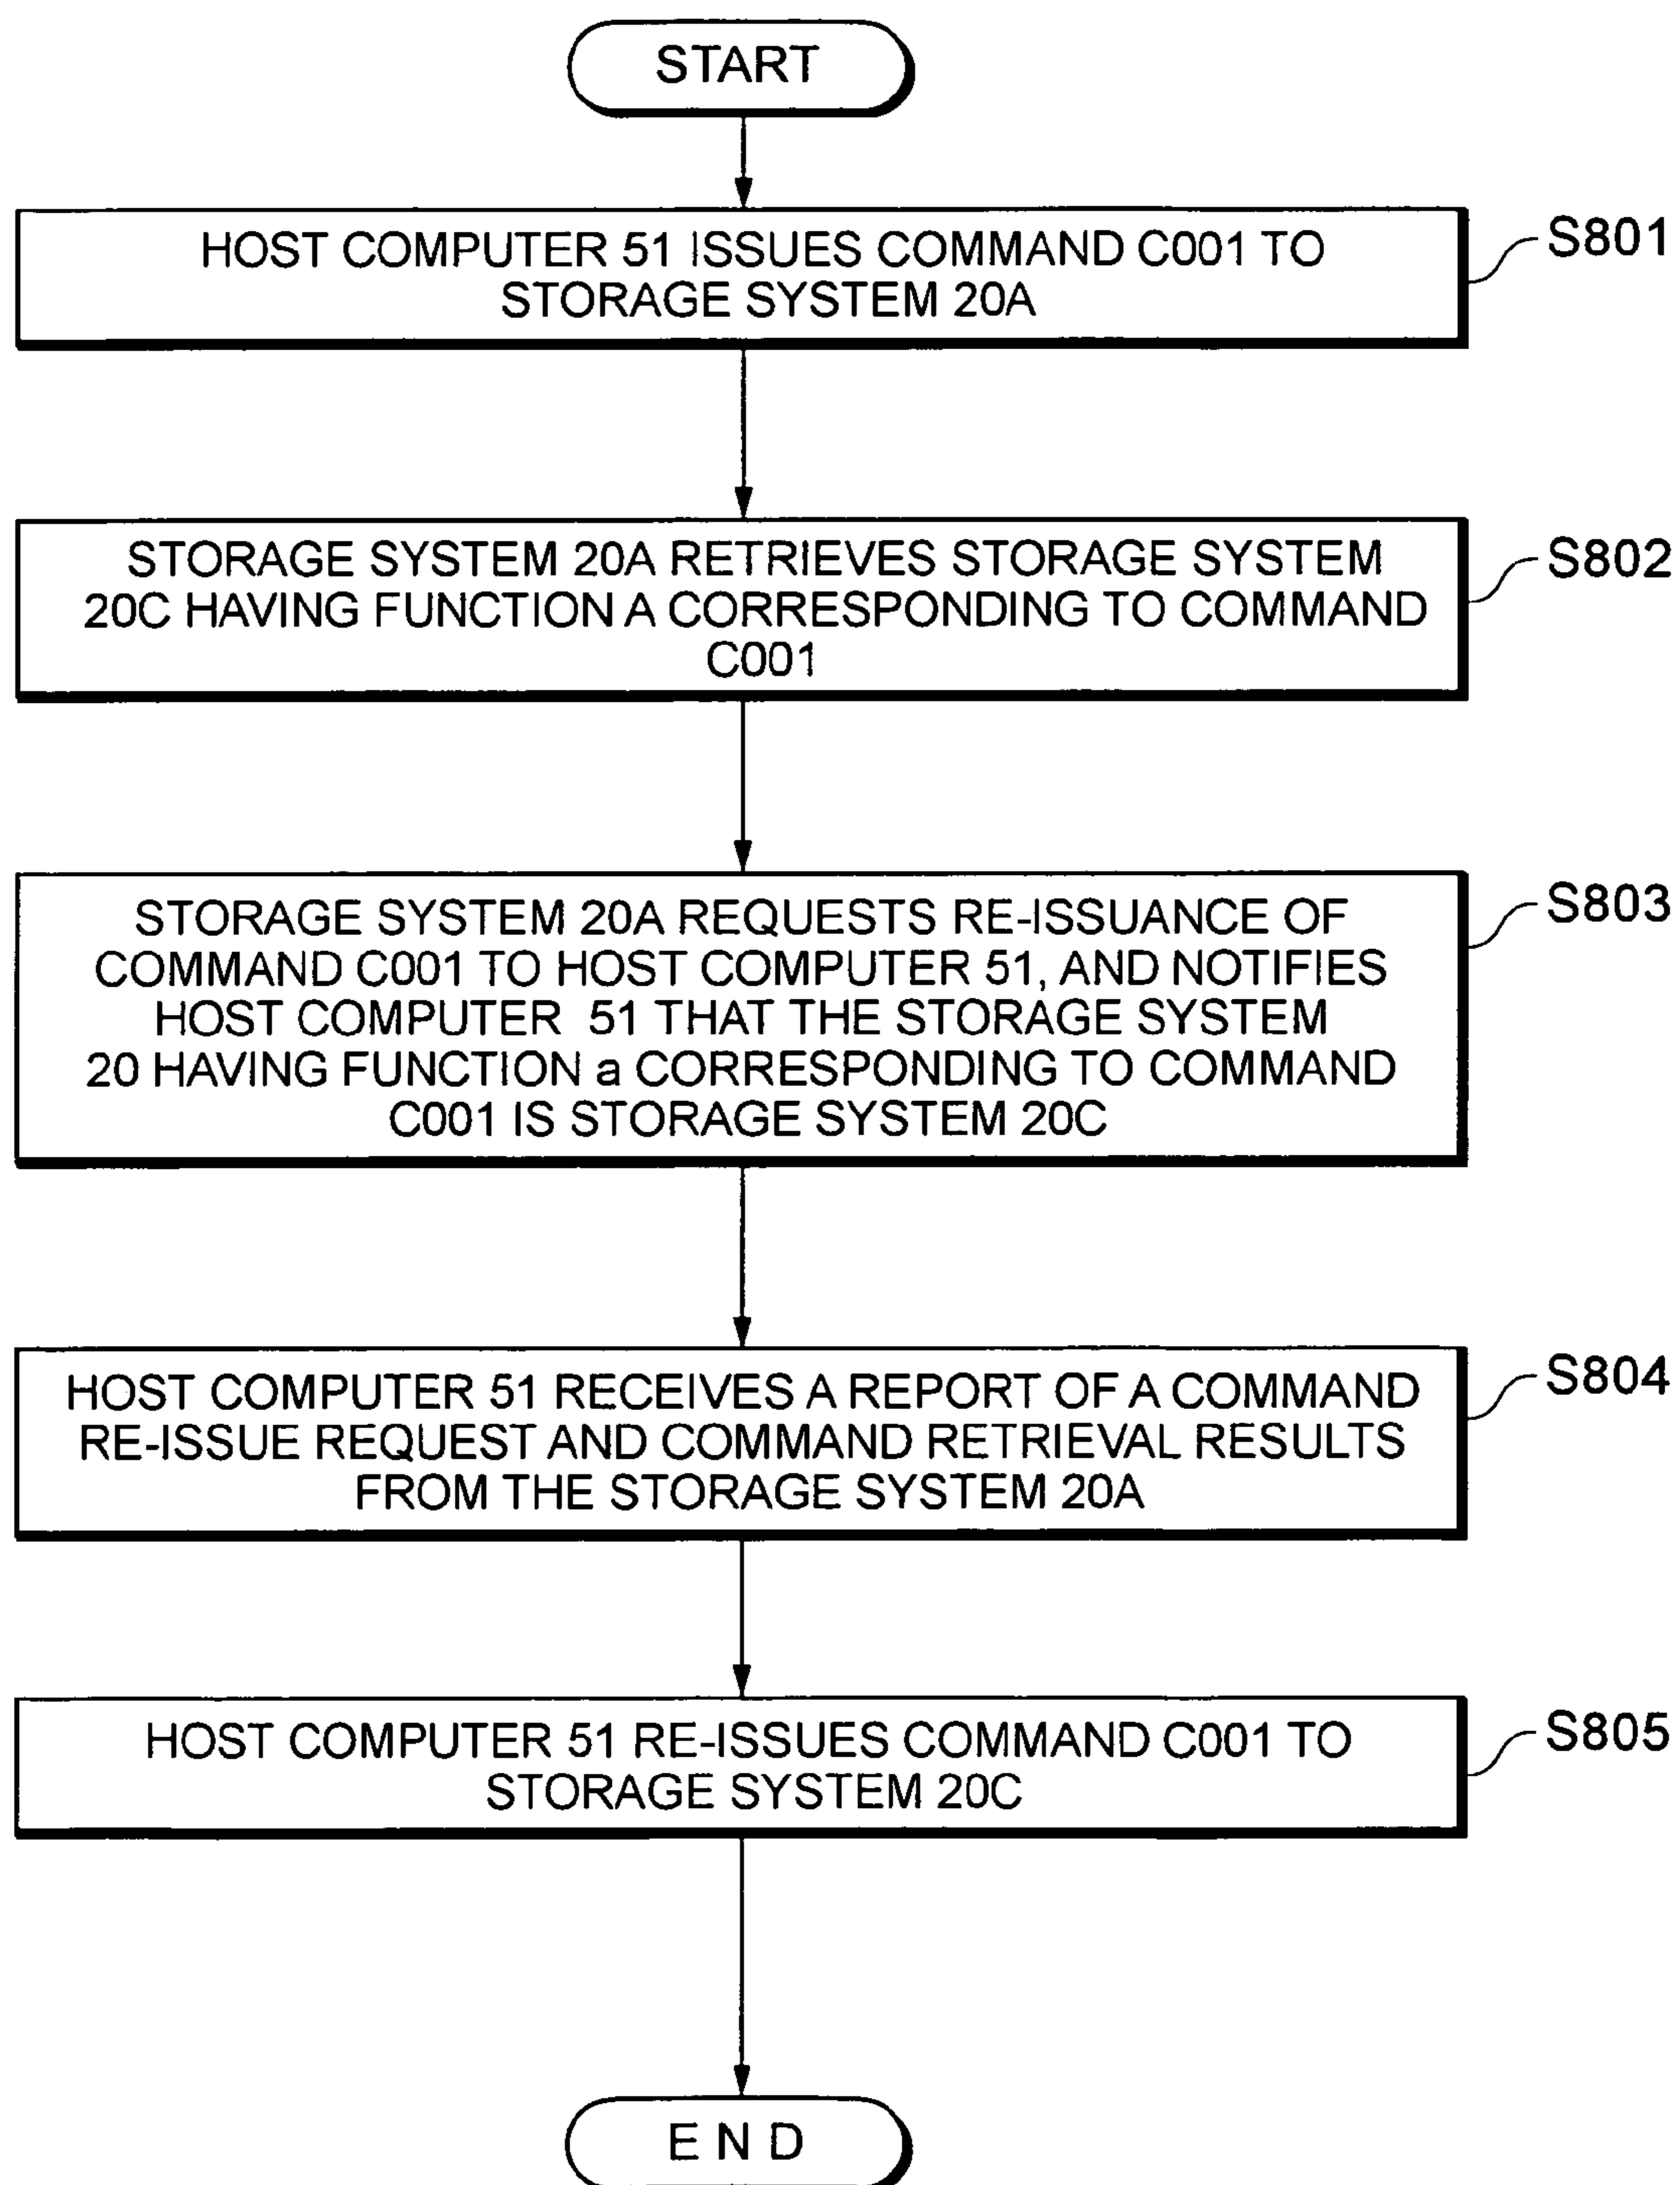 START
HOST COMPUTER 51 ISSUES COMMAND C001 TO
STORAGE SYSTEM 20A
S801
STORAGE SYSTEM 20A RETRIEVES STORAGE SYSTEM
20C HAVING FUNCTION A CORRESPONDING TO COMMAND
C001
S802
STORAGE SYSTEM 20A REQUESTS RE-ISSUANCE OF
COMMAND C001 TO HOST COMPUTER 51, AND NOTIFIES
HOST COMPUTER 51 THAT THE STORAGE SYSTEM
20 HAVING FUNCTION a CORRESPONDING TO COMMAND
C001 IS STORAGE SYSTEM 20C
S803
HOST COMPUTER 51 RECEIVES A REPORT OF A COMMAND
RE-ISSUE REQUEST AND COMMAND RETRIEVAL RESULTS
FROM THE STORAGE SYSTEM 20A
S804
HOST COMPUTER 51 RE-ISSUES COMMAND C001 TO
STORAGE SYSTEM 20C
S805
E N D